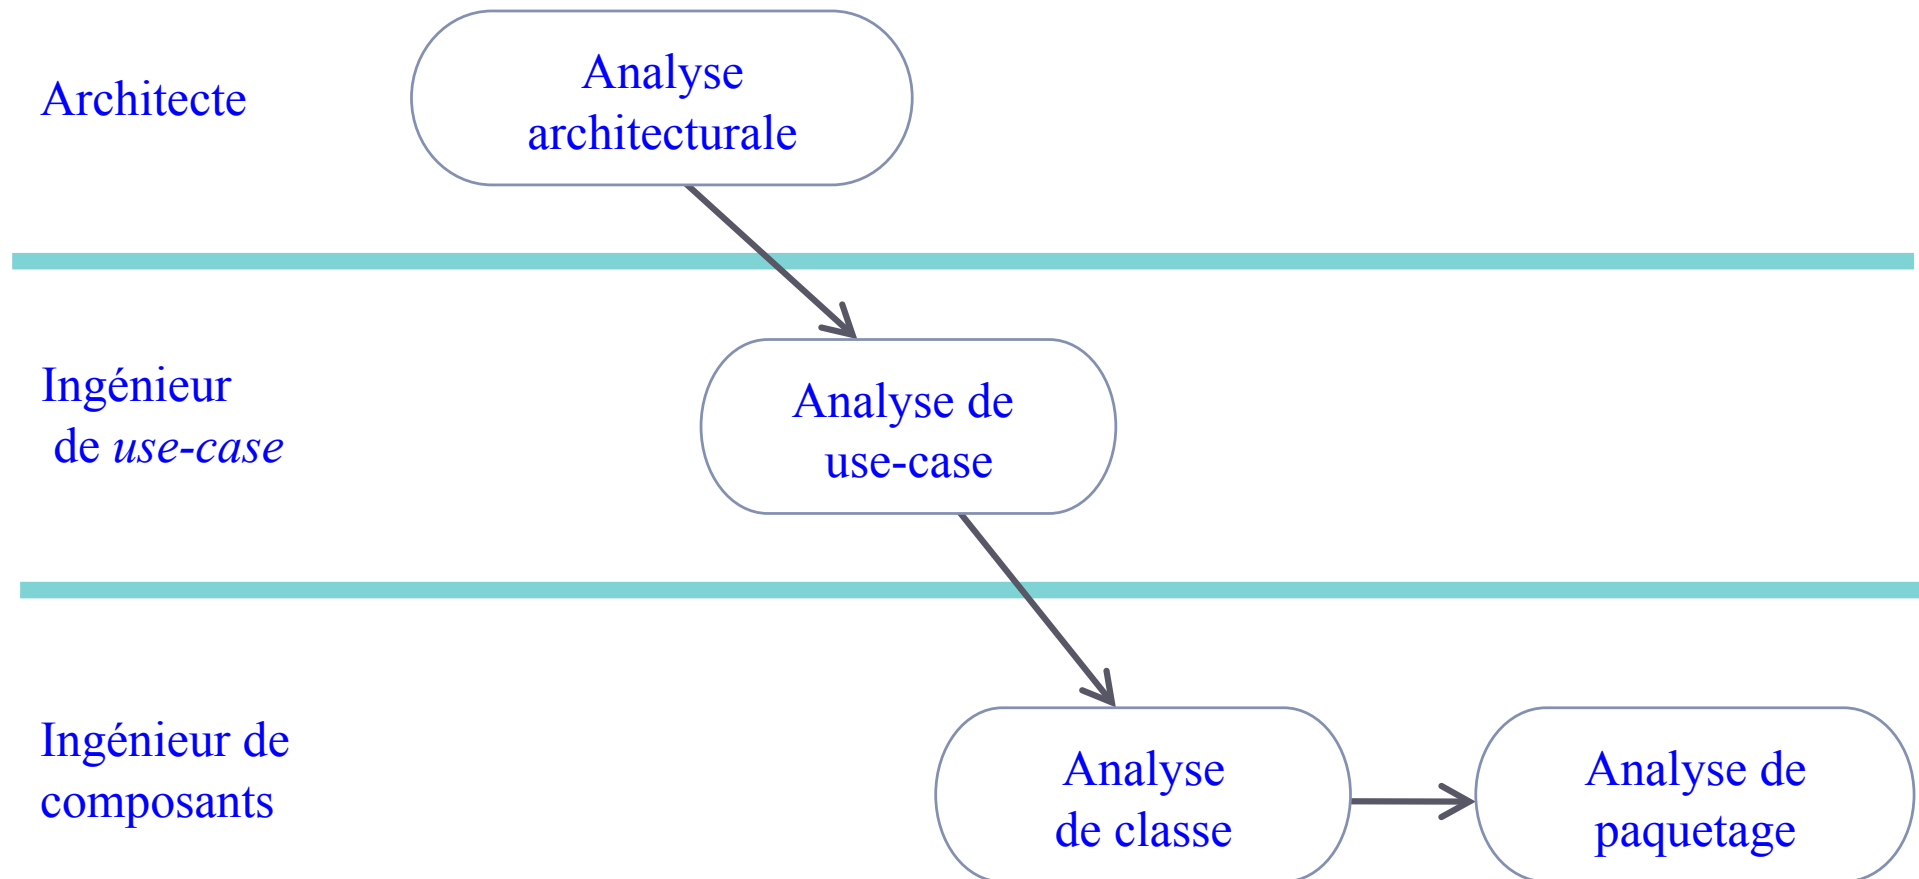 Architecte
Analyse
architecturale
Ingénieur
de use-case
Analyse de
use-case
Ingénieur de
composants
Analyse
de classe
Analyse de
paquetage